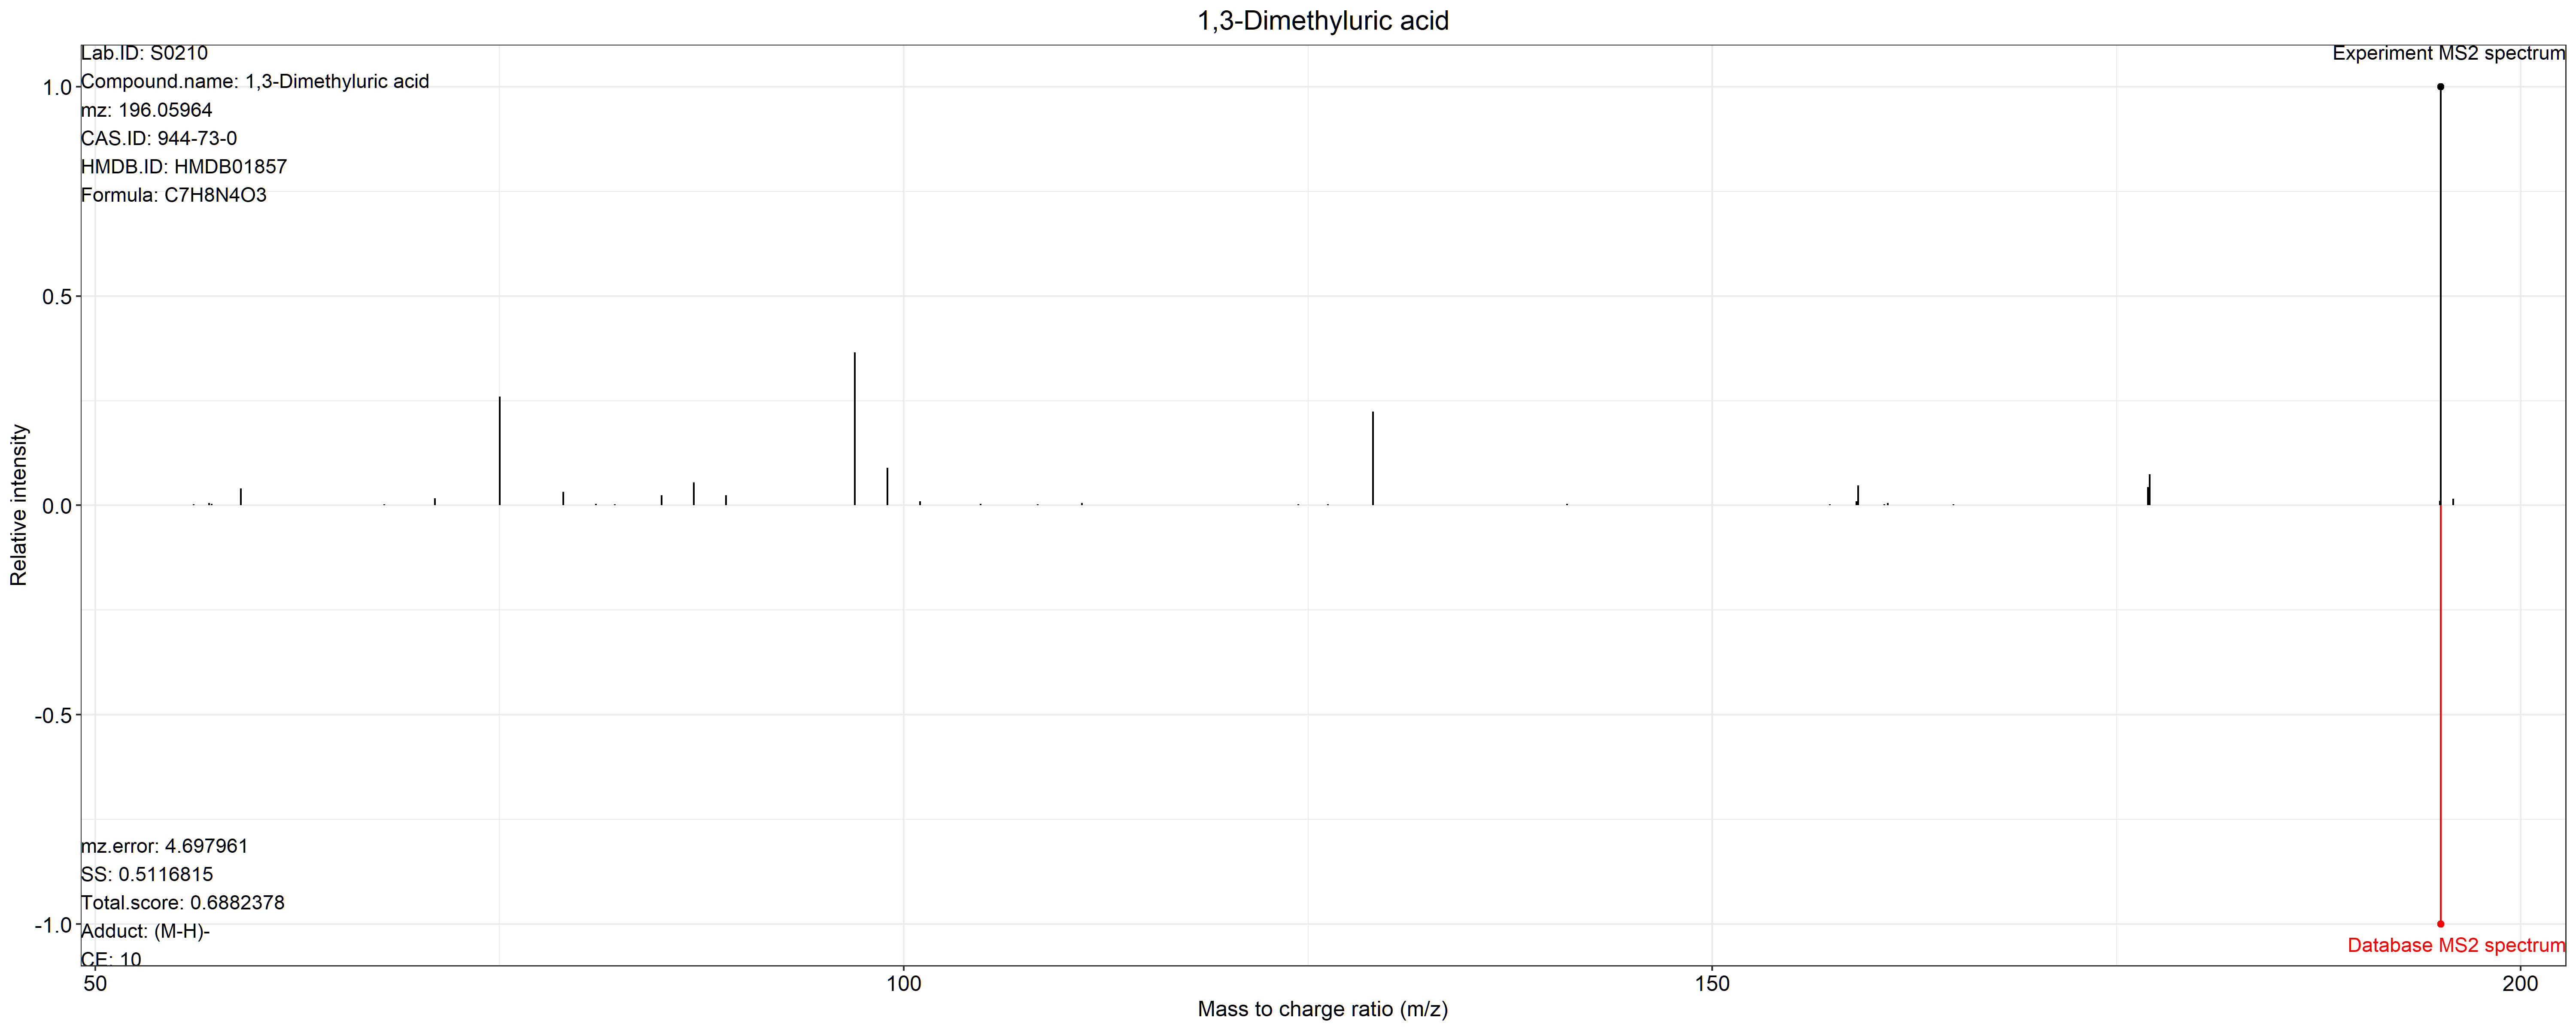 1,3-Dimethyluric acid
Lab.ID: S0210
Experiment MS2 spectrum
Compound.name: 1,3-Dimethyluric acid
mz: 196.05964
CAS.ID: 944-73-0
HMDB.ID: HMDB01857
Formula: C7H8N4O3
1.0
0.5
0.0
-0.5
-1.0
Relative intensity
mz.error: 4.697961
SS: 0.5116815
Total.score: 0.6882378
Adduct: (M-H)-
CE: 10
Database MS2 spectrum
50 100 150 200
Mass to charge ratio (m/z)